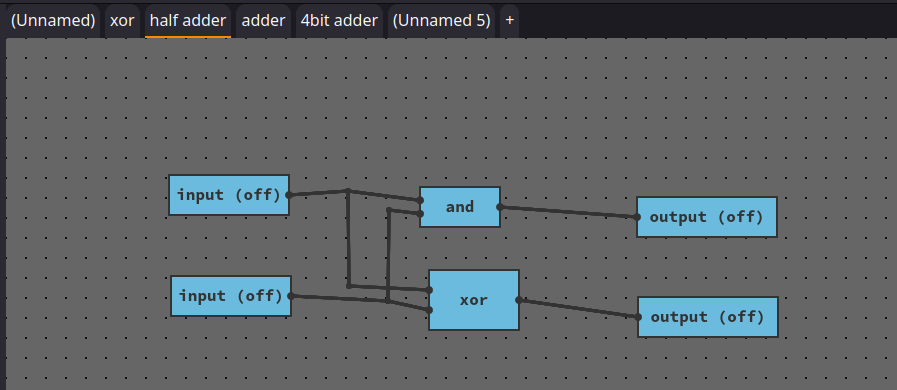 (Unnamed) xor half adder adder 4bit adder (Unnamed 5) +
input (off)
and
output (off)
input (off)
xor
output (off)